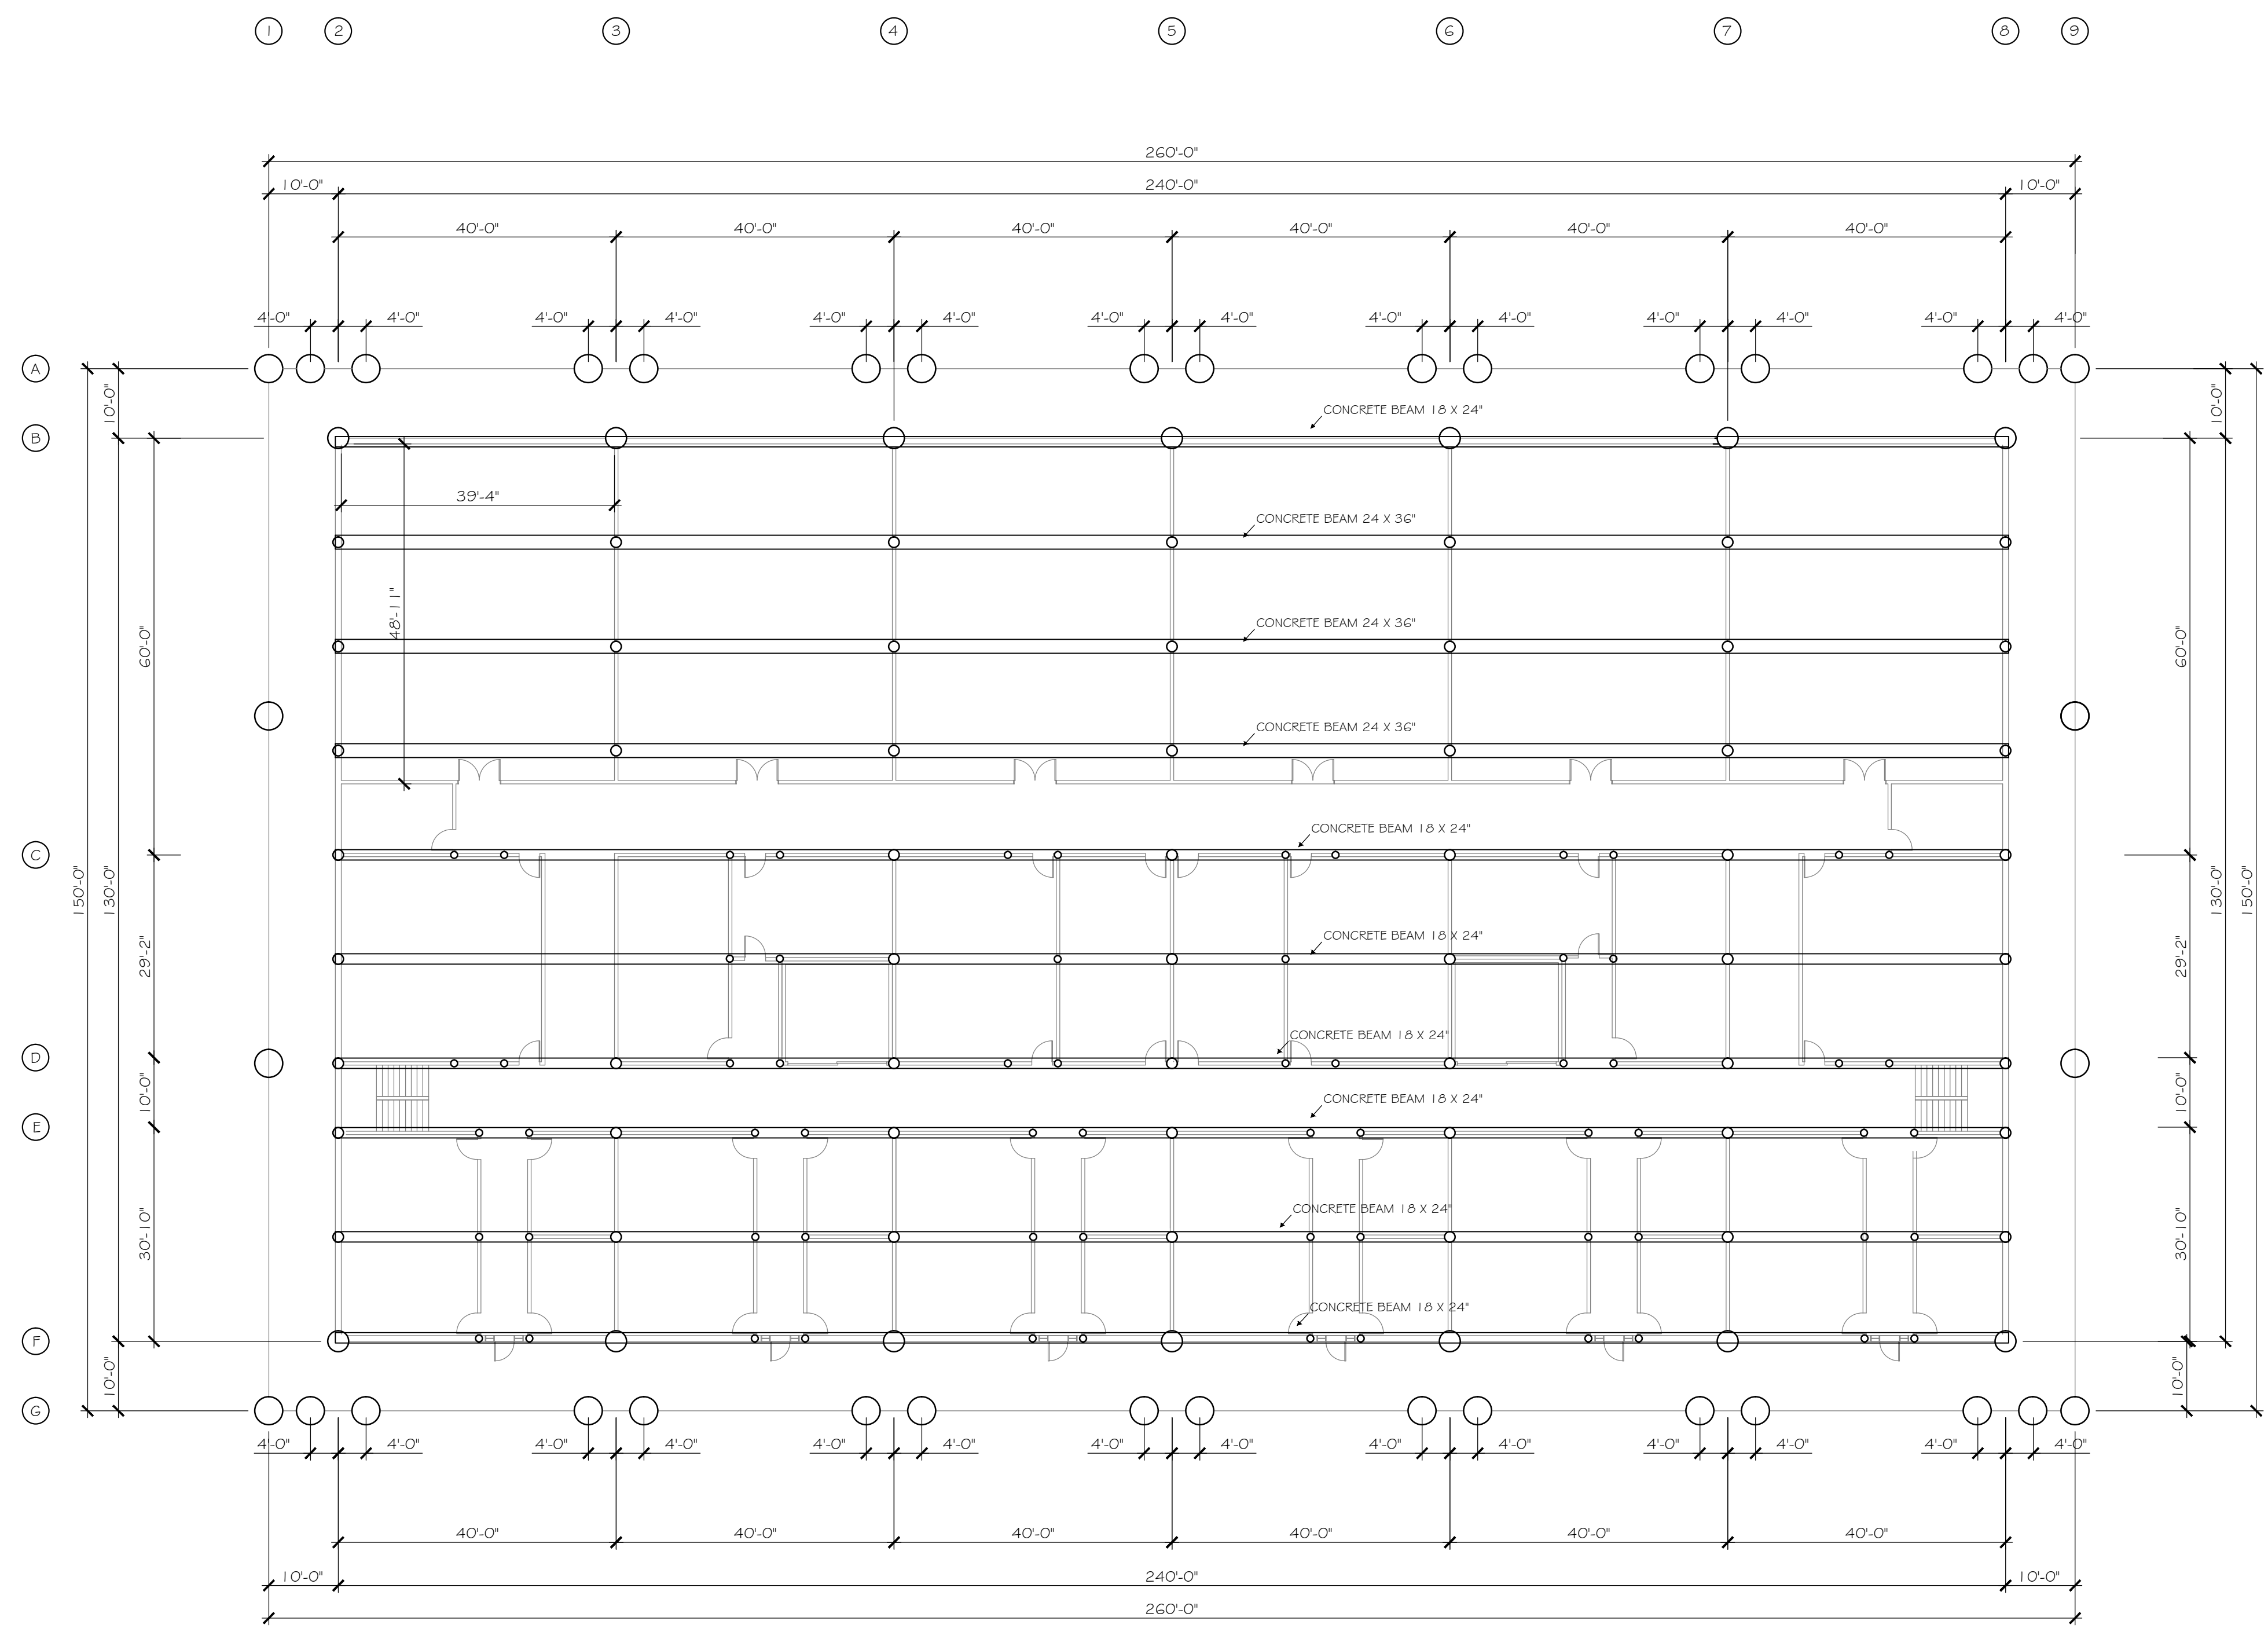 1 2 3 4 5 6 7 8 9
260'-0"
10'-0" 240'-0" 10'-0"
40'-0" 40'-0" 40'-0" 40'-0" 40'-0" 40'-0"
4'-0" 4'-0" 4'-0" 4'-0" 4'-0" 4'-0" 4'-0" 4'-0" 4'-0" 4'-0" 4'-0" 4'-0" 4'-0" 4'-0"
A
10'-0" 10'-0"
CONCRETE BEAM 18 X 24"
B
39'-4"
CONCRETE BEAM 24 X 36"
48'-11"
CONCRETE BEAM 24 X 36"
60'-0" 60'-0"
CONCRETE BEAM 24 X 36"
CONCRETE BEAM 18 X 24"
C
150'-0" 130'-0" 130'-0" 150'-0"
CONCRETE BEAM 18 X 24"
29'-2" 29'-2"
CONCRETE BEAM 18 X 24"
D
10'-0" 10'-0"
CONCRETE BEAM 18 X 24"
E
CONCRETE BEAM 18 X 24"
30'-10" 30'-10"
CONCRETE BEAM 18 X 24"
F
10'-0" 10'-0"
G
4'-0" 4'-0" 4'-0" 4'-0" 4'-0" 4'-0" 4'-0" 4'-0" 4'-0" 4'-0" 4'-0" 4'-0" 4'-0" 4'-0"
40'-0" 40'-0" 40'-0" 40'-0" 40'-0" 40'-0"
10'-0" 240'-0" 10'-0"
260'-0"